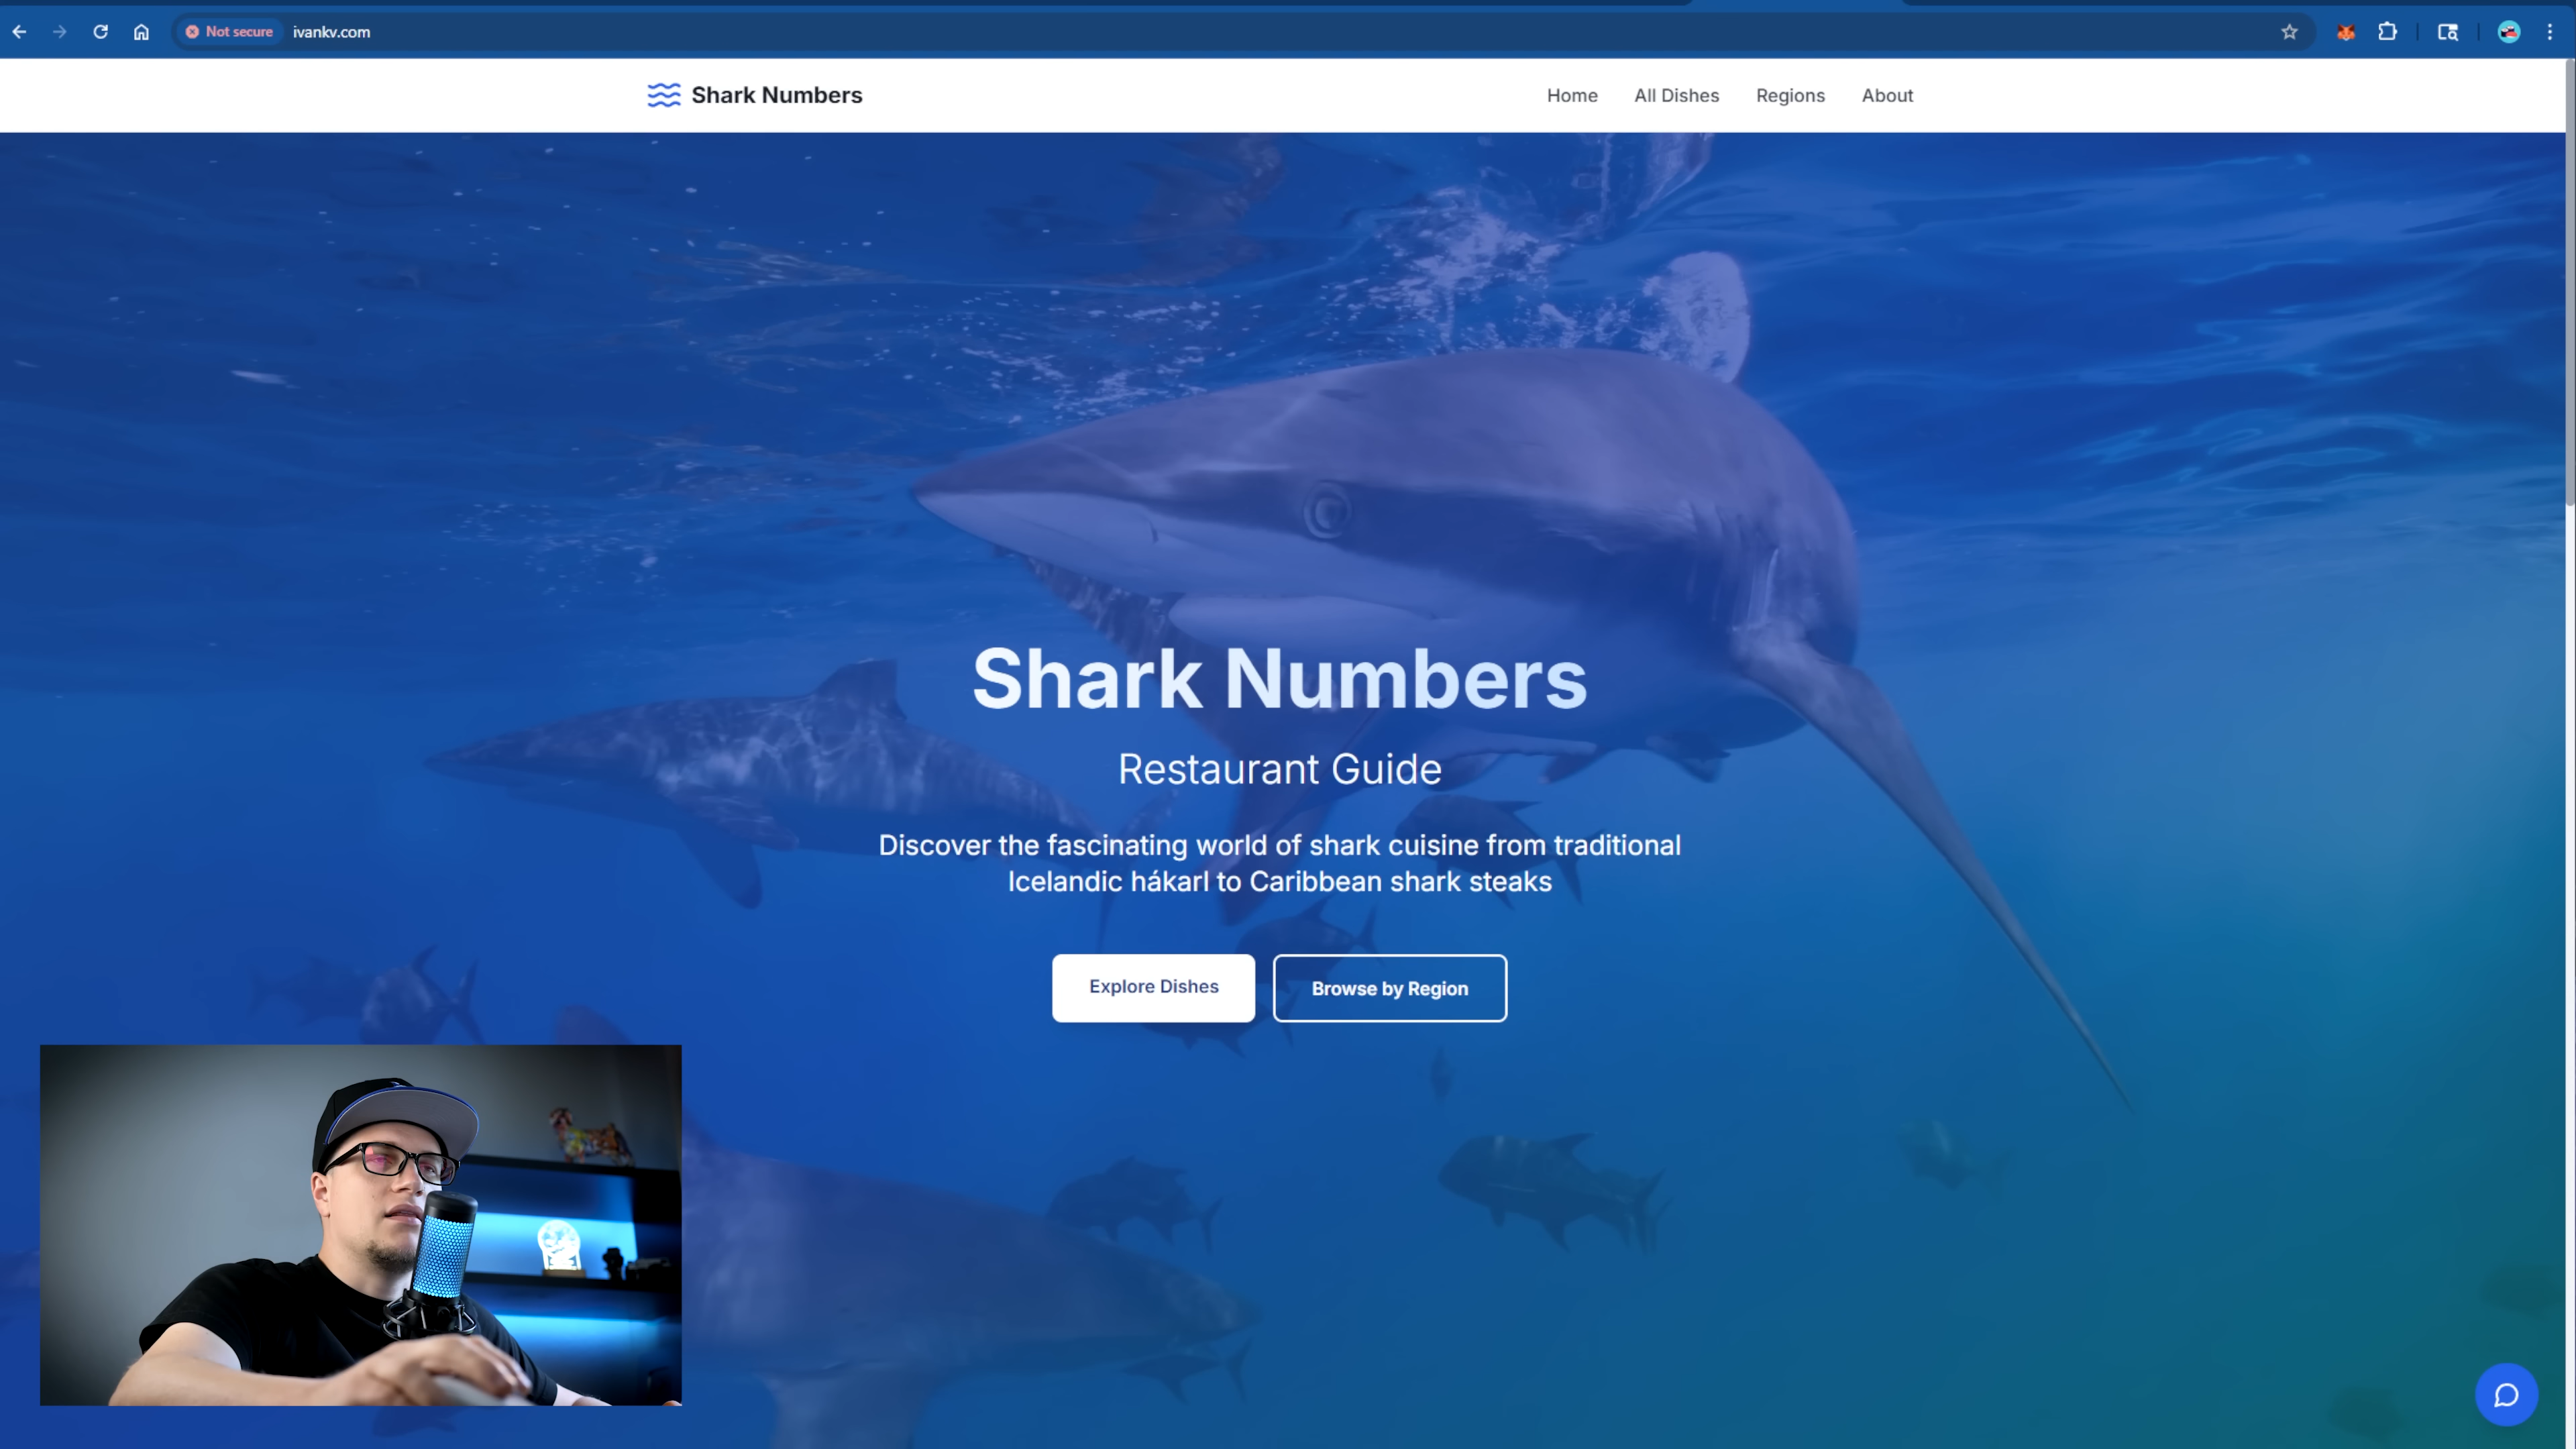 Not secure
ivankv.com
Shark Numbers
Home
All Dishes
Regions
About
Shark Numbers
Restaurant Guide
Discover the fascinating world of shark cuisine from traditional
Icelandic hákarl to Caribbean shark steaks
Explore Dishes
Browse by Region